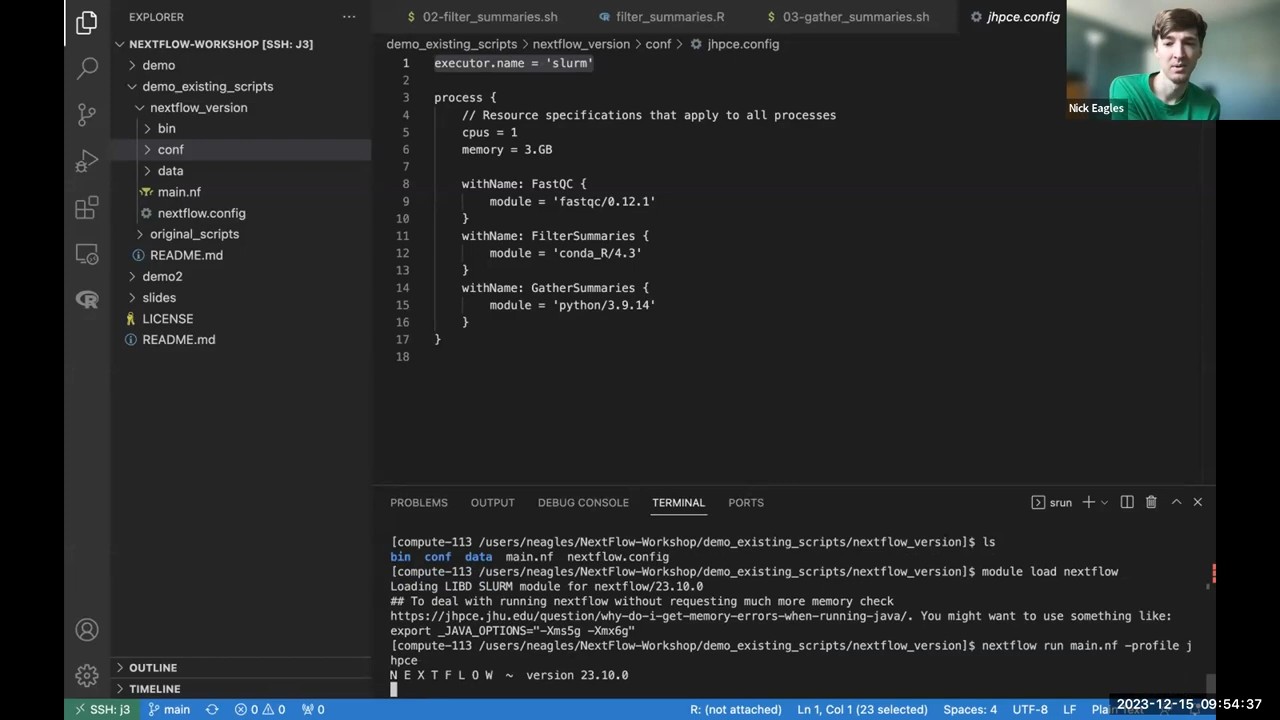 EXPLORER
NEXTFLOW-WORKSHOP [SSH: J3]
demo
demo_existing_scripts
nextflow_version
bin
conf
data
main.nf
nextflow.config
original_scripts
README.md
demo2
slides
LICENSE
README.md
OUTLINE
TIMELINE
02-filter_summaries.sh
filter_summaries.R
03-gather_summaries.sh
jhpce.config
demo_existing_scripts > nextflow_version > conf > jhpce.config
1 executor.name = 'slurm'
2
3 process {
4 // Resource specifications that apply to all processes
5 cpus = 1
6 memory = 3.GB
7
8 withName: FastQC {
9 module = 'fastqc/0.12.1'
10 }
11 withName: FilterSummaries {
12 module = 'conda_R/4.3'
13 }
14 withName: GatherSummaries {
15 module = 'python/3.9.14'
16 }
17 }
18
Nick Eagles
PROBLEMS OUTPUT DEBUG CONSOLE TERMINAL PORTS
srun
[compute-113 /users/neagles/NextFlow-Workshop/demo_existing_scripts/nextflow_version]$ ls
bin conf data main.nf nextflow.config
[compute-113 /users/neagles/NextFlow-Workshop/demo_existing_scripts/nextflow_version]$ module load nextflow
Loading LIBD SLURM module for nextflow/23.10.0
## To deal with running nextflow without requesting much more memory check
https://jhpce.jhu.edu/question/why-do-i-get-memory-errors-when-running-java/. You might want to use something like:
export _JAVA_OPTIONS="-Xms5g -Xmx6g"
[compute-113 /users/neagles/NextFlow-Workshop/demo_existing_scripts/nextflow_version]$ nextflow run main.nf -profile j
hpce
N E X T F L O W ~ version 23.10.0
SSH: j3 main 0 0 0 R: (not attached) Ln 1, Col 1 (23 selected) Spaces: 4 UTF-8 LF
2023-12-15 09:54:37